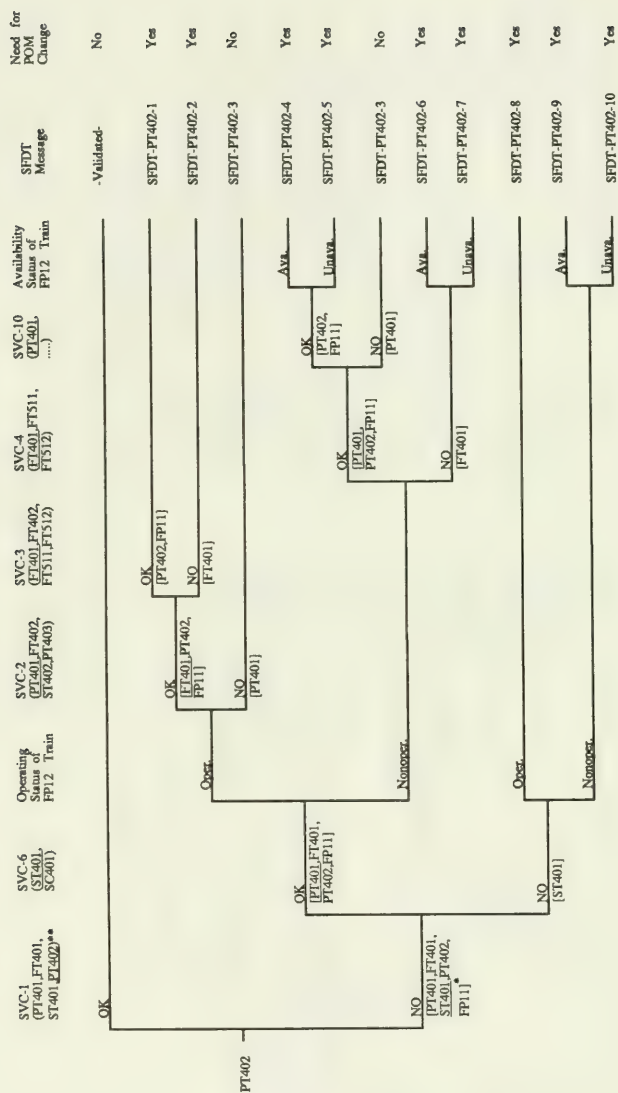 SVC-1
(PT401,FT401,
ST401,PT402)**
SVC-6
(ST401,
SC401)
Operating
Status of
FP12 Train
SVC-2
(PT401,FT402,
ST402,PT403)
SVC-3
(FT401,FT402,
FT511,FT512)
SVC-4
(FT401,FT511,
FT512)
SVC-10
(PT401,
.....)
Availability
Status of
FP12 Train
SFDT
Message
Need for
POM
Change
PT402
OK
-Validated-
No
NO
[PT401,FT401,
ST401,PT402,
FP11]*
OK
[PT401,FT401,
PT402,FP11]
Oper.
OK
[FT401,PT402,
FP11]
OK
[PT402,FP11]
SFDT-PT402-1
Yes
NO
[FT401]
SFDT-PT402-2
Yes
NO
[PT401]
SFDT-PT402-3
No
Nonoper.
OK
[PT401,
PT402,FP11]
OK
[PT402,
FP11]
Ava.
SFDT-PT402-4
Yes
Unava.
SFDT-PT402-5
Yes
NO
[PT401]
SFDT-PT402-3
No
NO
[FT401]
Ava.
SFDT-PT402-6
Yes
Unava.
SFDT-PT402-7
Yes
NO
[ST401]
Oper.
SFDT-PT402-8
Yes
Nonoper.
Ava.
SFDT-PT402-9
Yes
Unava.
SFDT-PT402-10
Yes